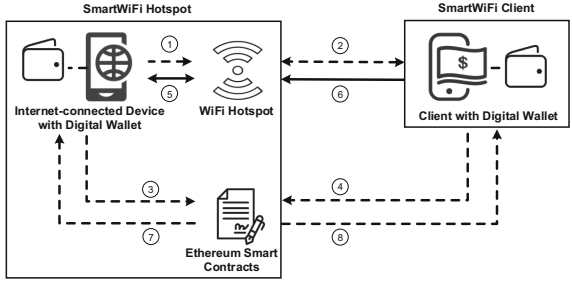 SmartWiFi Hotspot
SmartWiFi Client
1
2
$
5
6
Internet-connected Device
with Digital Wallet
WiFi Hotspot
Client with Digital Wallet
3
4
7
8
Ethereum Smart
Contracts